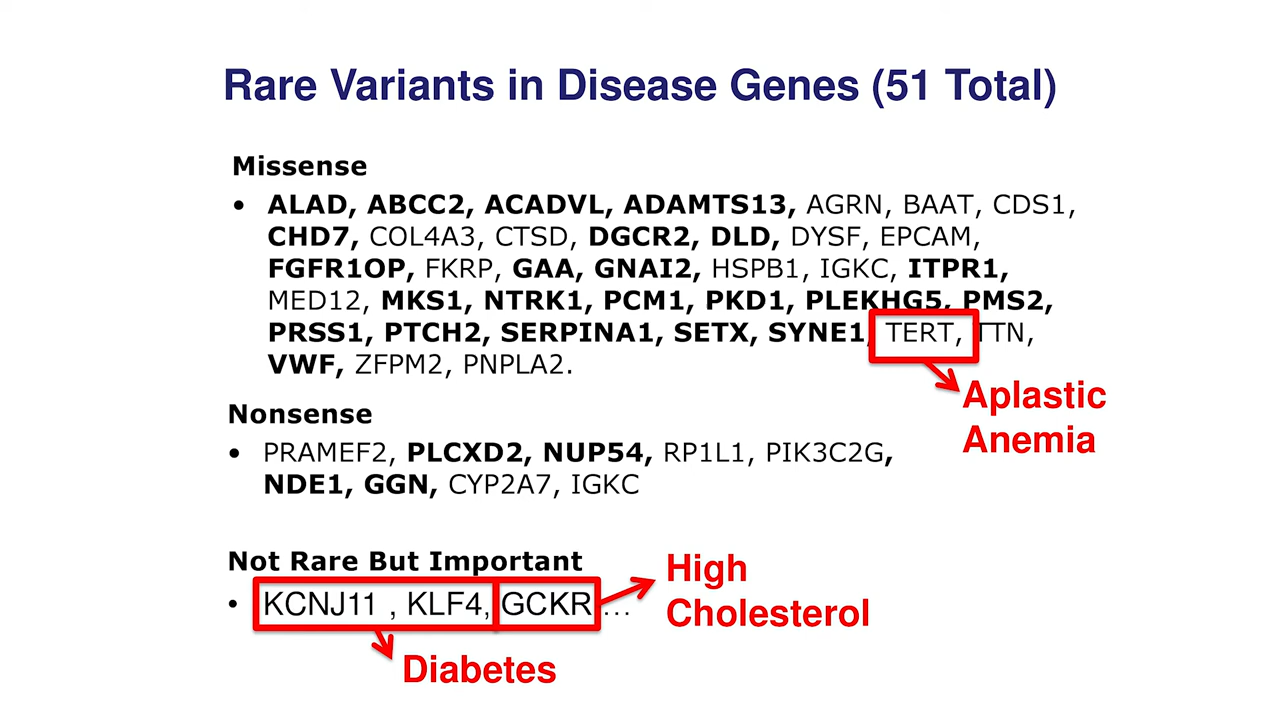 Rare Variants in Disease Genes (51 Total)
Missense
• ALAD, ABCC2, ACADVL, ADAMTS13, AGRN, BAAT, CDS1,
CHD7, COL4A3, CTSD, DGCR2, DLD, DYSF, EPCAM,
FGFR1OP, FKRP, GAA, GNAI2, HSPB1, IGKC, ITPR1,
MED12, MKS1, NTRK1, PCM1, PKD1, PLEKHG5, PMS2,
PRSS1, PTCH2, SERPINA1, SETX, SYNE1, TERT, TTN,
VWF, ZFPM2, PNPLA2.
Aplastic
Anemia
Nonsense
• PRAMEF2, PLCXD2, NUP54, RP1L1, PIK3C2G,
NDE1, GGN, CYP2A7, IGKC
Not Rare But Important
• KCNJ11 , KLF4, GCKR ...
High
Cholesterol
Diabetes